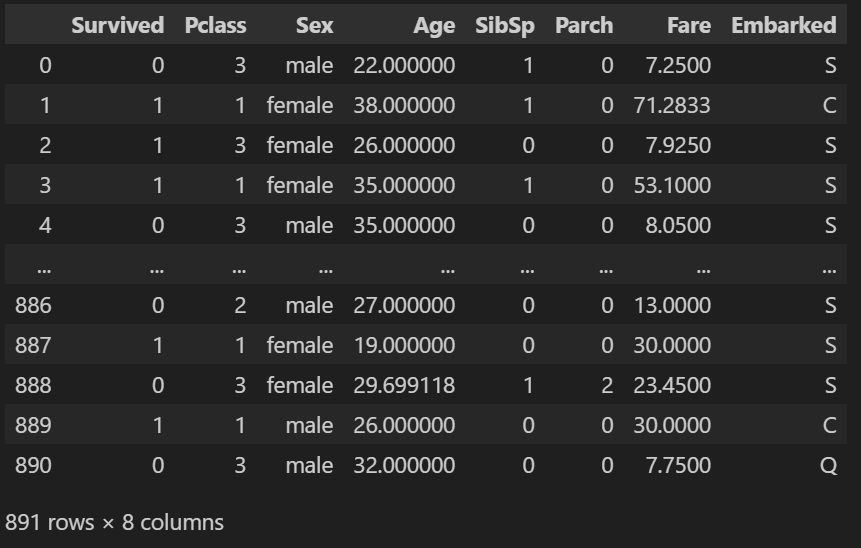 Survived Pclass Sex Age SibSp Parch Fare Embarked
0 0 3 male 22.000000 1 0 7.2500 S
1 1 1 female 38.000000 1 0 71.2833 C
2 1 3 female 26.000000 0 0 7.9250 S
3 1 1 female 35.000000 1 0 53.1000 S
4 0 3 male 35.000000 0 0 8.0500 S
... ... ... ... ... ... ... ... ...
886 0 2 male 27.000000 0 0 13.0000 S
887 1 1 female 19.000000 0 0 30.0000 S
888 0 3 female 29.699118 1 2 23.4500 S
889 1 1 male 26.000000 0 0 30.0000 C
890 0 3 male 32.000000 0 0 7.7500 Q
891 rows × 8 columns